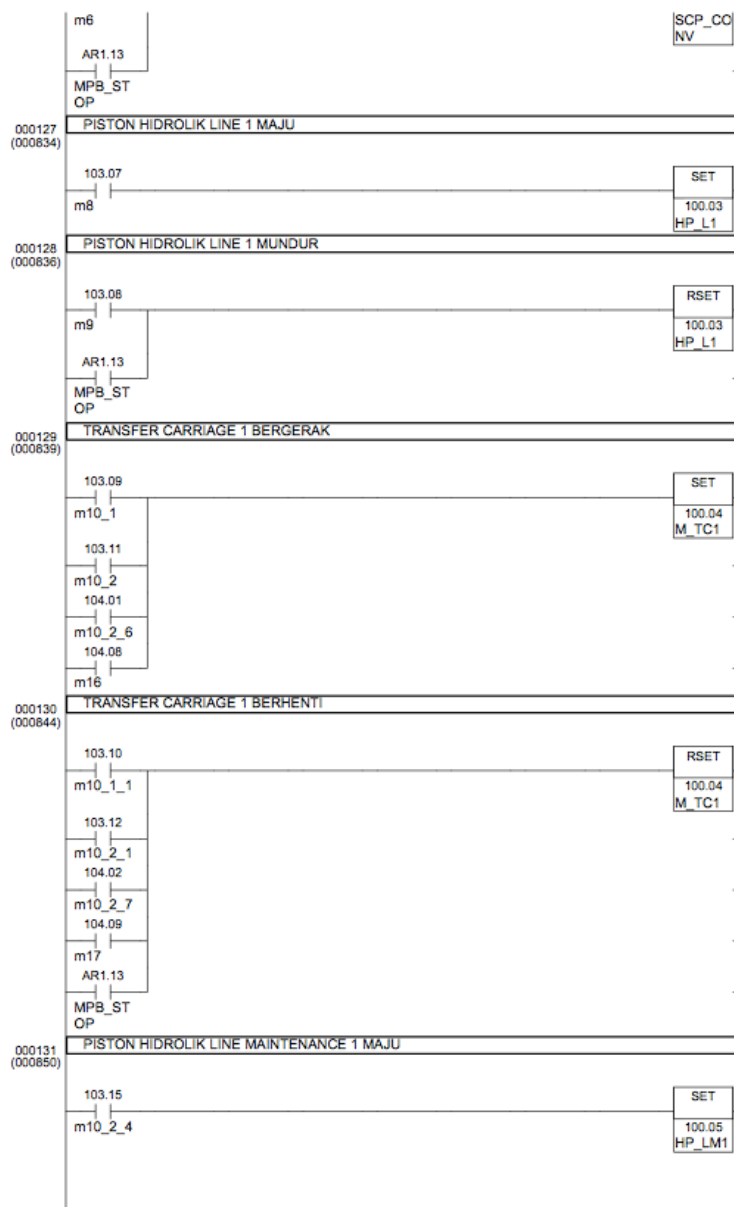 m6
SCP_CO
NV
AR1.13
MPB_ST
OP
000127
(000834)
PISTON HIDROLIK LINE 1 MAJU
103.07
SET
m8
100.03
HP_L1
000128
(000836)
PISTON HIDROLIK LINE 1 MUNDUR
103.08
RSET
m9
100.03
HP_L1
AR1.13
MPB_ST
OP
000129
(000839)
TRANSFER CARRIAGE 1 BERGERAK
103.09
SET
m10_1
100.04
M_TC1
103.11
m10_2
104.01
m10_2_6
104.08
m16
000130
(000844)
TRANSFER CARRIAGE 1 BERHENTI
103.10
RSET
m10_1_1
100.04
M_TC1
103.12
m10_2_1
104.02
m10_2_7
104.09
m17
AR1.13
MPB_ST
OP
000131
(000850)
PISTON HIDROLIK LINE MAINTENANCE 1 MAJU
103.15
SET
m10_2_4
100.05
HP_LM1